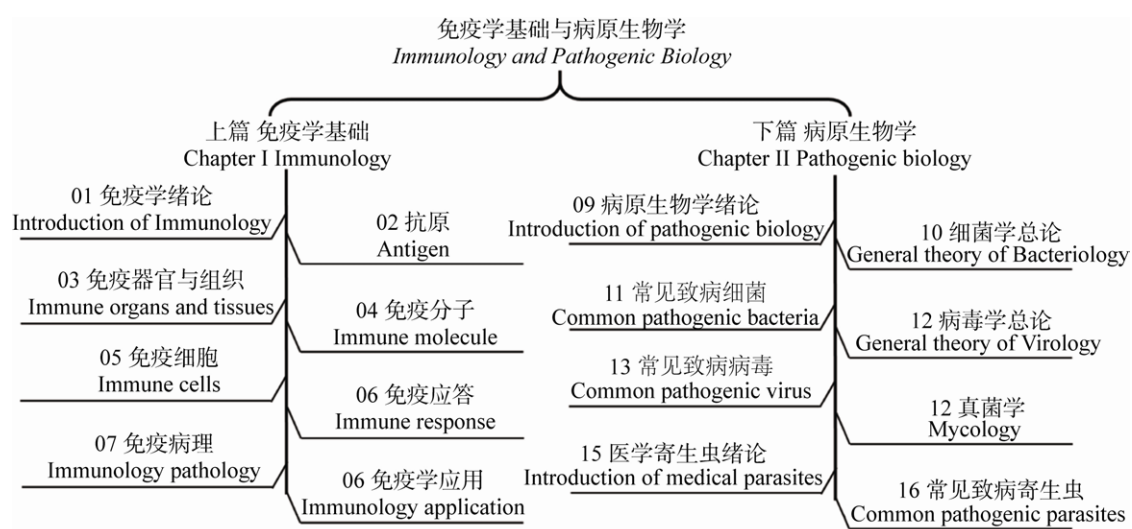 免疫学基础与病原生物学
Immunology and Pathogenic Biology
上篇 免疫学基础
Chapter I Immunology
01 免疫学绪论
Introduction of Immunology
02 抗原
Antigen
03 免疫器官与组织
Immune organs and tissues
04 免疫分子
Immune molecule
05 免疫细胞
Immune cells
06 免疫应答
Immune response
07 免疫病理
Immunology pathology
06 免疫学应用
Immunology application
下篇 病原生物学
Chapter II Pathogenic biology
09 病原生物学绪论
Introduction of pathogenic biology
10 细菌学总论
General theory of Bacteriology
11 常见致病细菌
Common pathogenic bacteria
12 病毒学总论
General theory of Virology
13 常见致病病毒
Common pathogenic virus
12 真菌学
Mycology
15 医学寄生虫绪论
Introduction of medical parasites
16 常见致病寄生虫
Common pathogenic parasites